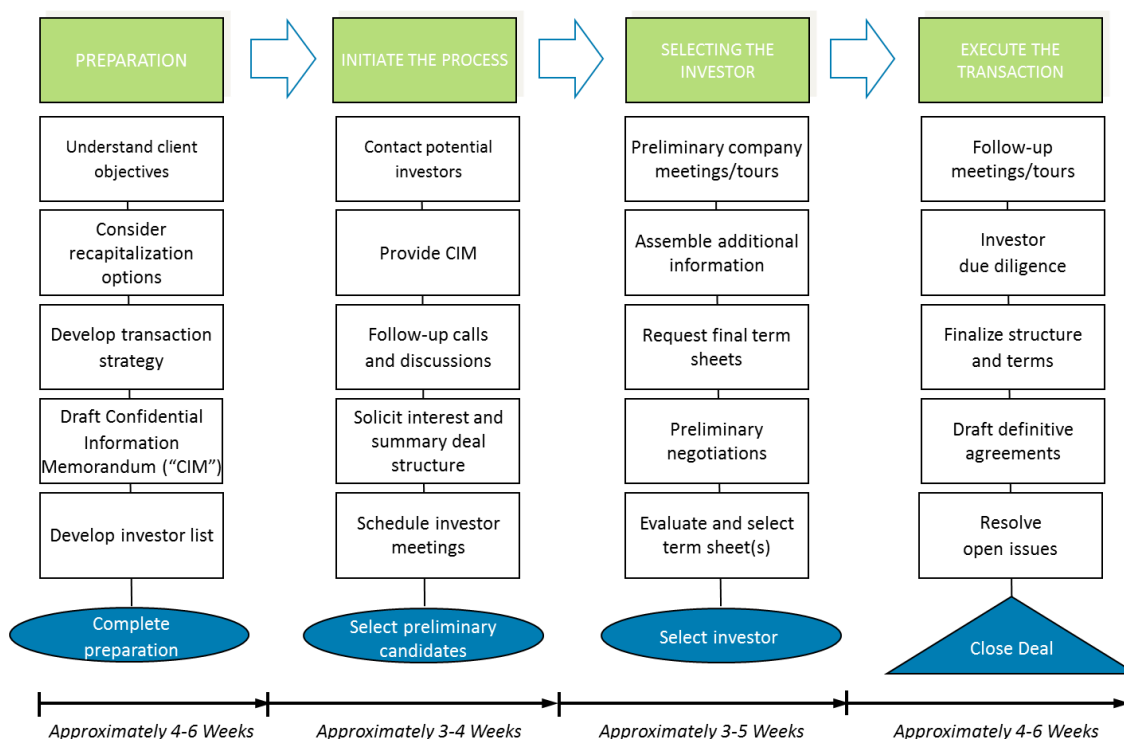 PREPARATION
Understand client
objectives
Consider
recapitalization
options
Develop transaction
strategy
Draft Confidential
Information
Memorandum (“CIM”)
Develop investor list
Complete
preparation
Approximately 4-6 Weeks
INITIATE THE PROCESS
Contact potential
investors
Provide CIM
Follow-up calls
and discussions
Solicit interest and
summary deal
structure
Schedule investor
meetings
Select preliminary
candidates
Approximately 3-4 Weeks
SELECTING THE
INVESTOR
Preliminary company
meetings/tours
Assemble additional
information
Request final term
sheets
Preliminary
negotiations
Evaluate and select
term sheet(s)
Select investor
Approximately 3-5 Weeks
EXECUTE THE
TRANSACTION
Follow-up
meetings/tours
Investor
due diligence
Finalize structure
and terms
Draft definitive
agreements
Resolve
open issues
Close Deal
Approximately 4-6 Weeks